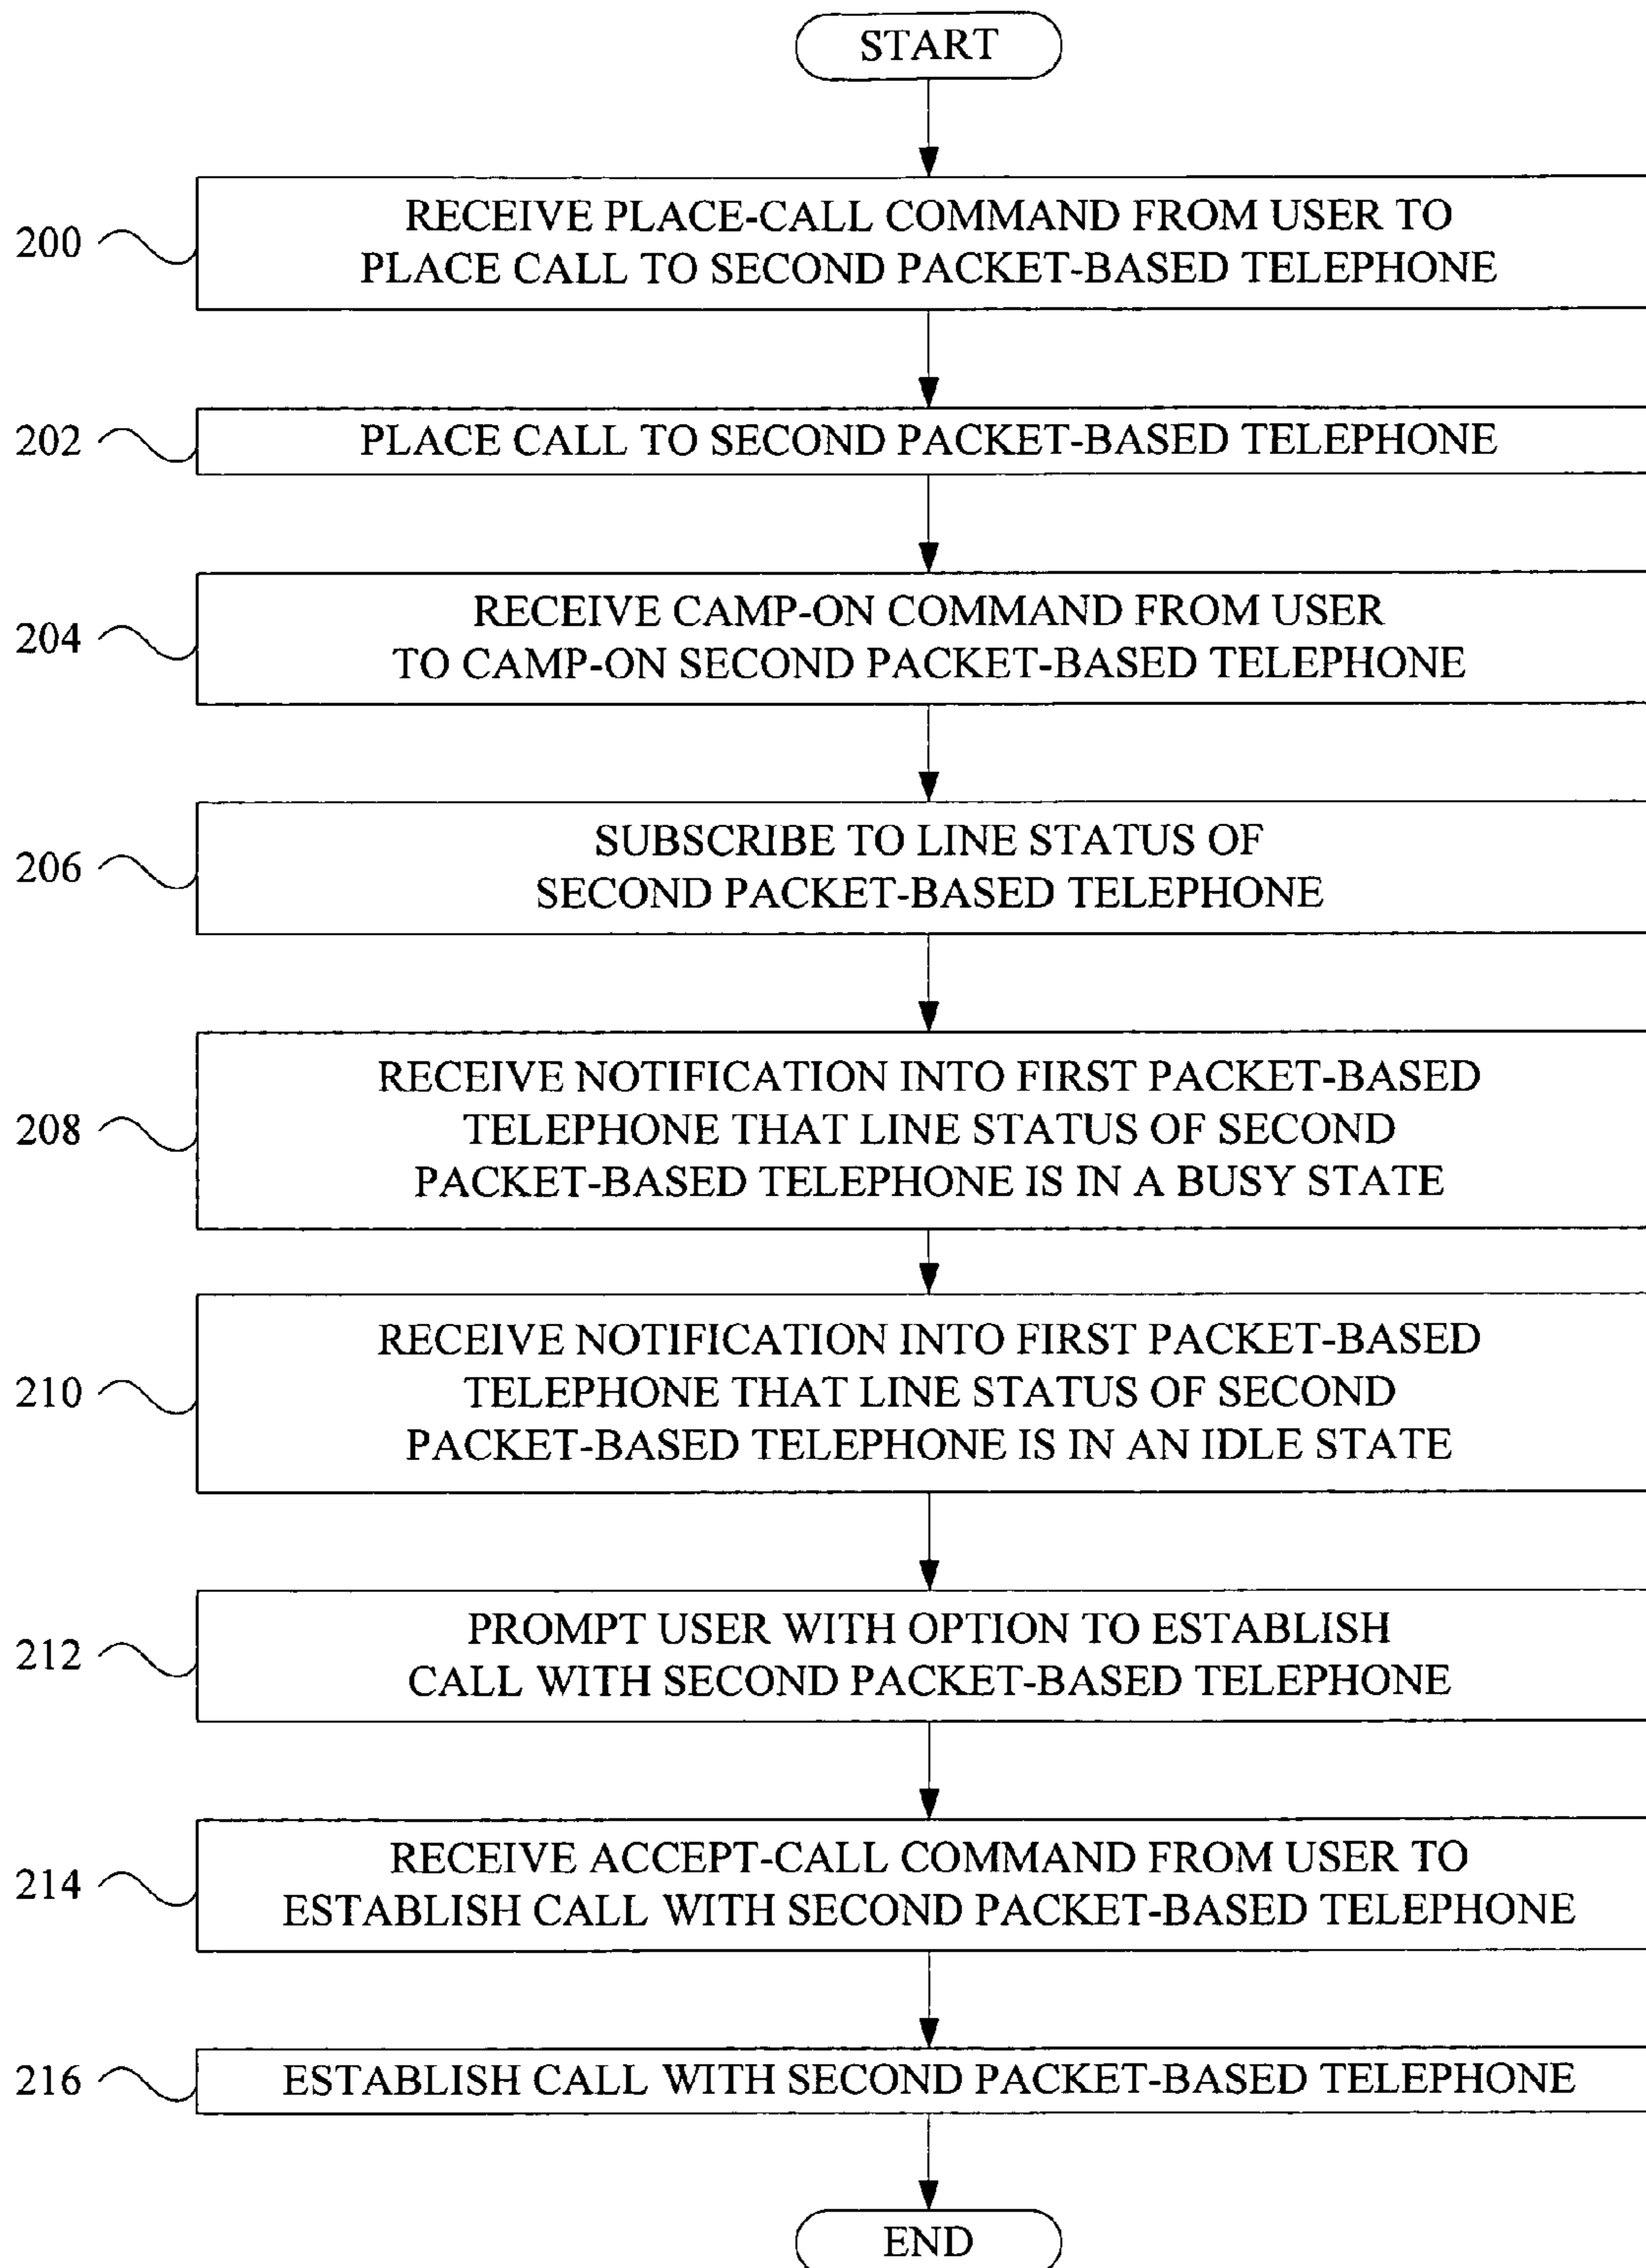 START
200
RECEIVE PLACE-CALL COMMAND FROM USER TO
PLACE CALL TO SECOND PACKET-BASED TELEPHONE
202
PLACE CALL TO SECOND PACKET-BASED TELEPHONE
204
RECEIVE CAMP-ON COMMAND FROM USER
TO CAMP-ON SECOND PACKET-BASED TELEPHONE
206
SUBSCRIBE TO LINE STATUS OF
SECOND PACKET-BASED TELEPHONE
208
RECEIVE NOTIFICATION INTO FIRST PACKET-BASED
TELEPHONE THAT LINE STATUS OF SECOND
PACKET-BASED TELEPHONE IS IN A BUSY STATE
210
RECEIVE NOTIFICATION INTO FIRST PACKET-BASED
TELEPHONE THAT LINE STATUS OF SECOND
PACKET-BASED TELEPHONE IS IN AN IDLE STATE
212
PROMPT USER WITH OPTION TO ESTABLISH
CALL WITH SECOND PACKET-BASED TELEPHONE
214
RECEIVE ACCEPT-CALL COMMAND FROM USER TO
ESTABLISH CALL WITH SECOND PACKET-BASED TELEPHONE
216
ESTABLISH CALL WITH SECOND PACKET-BASED TELEPHONE
END